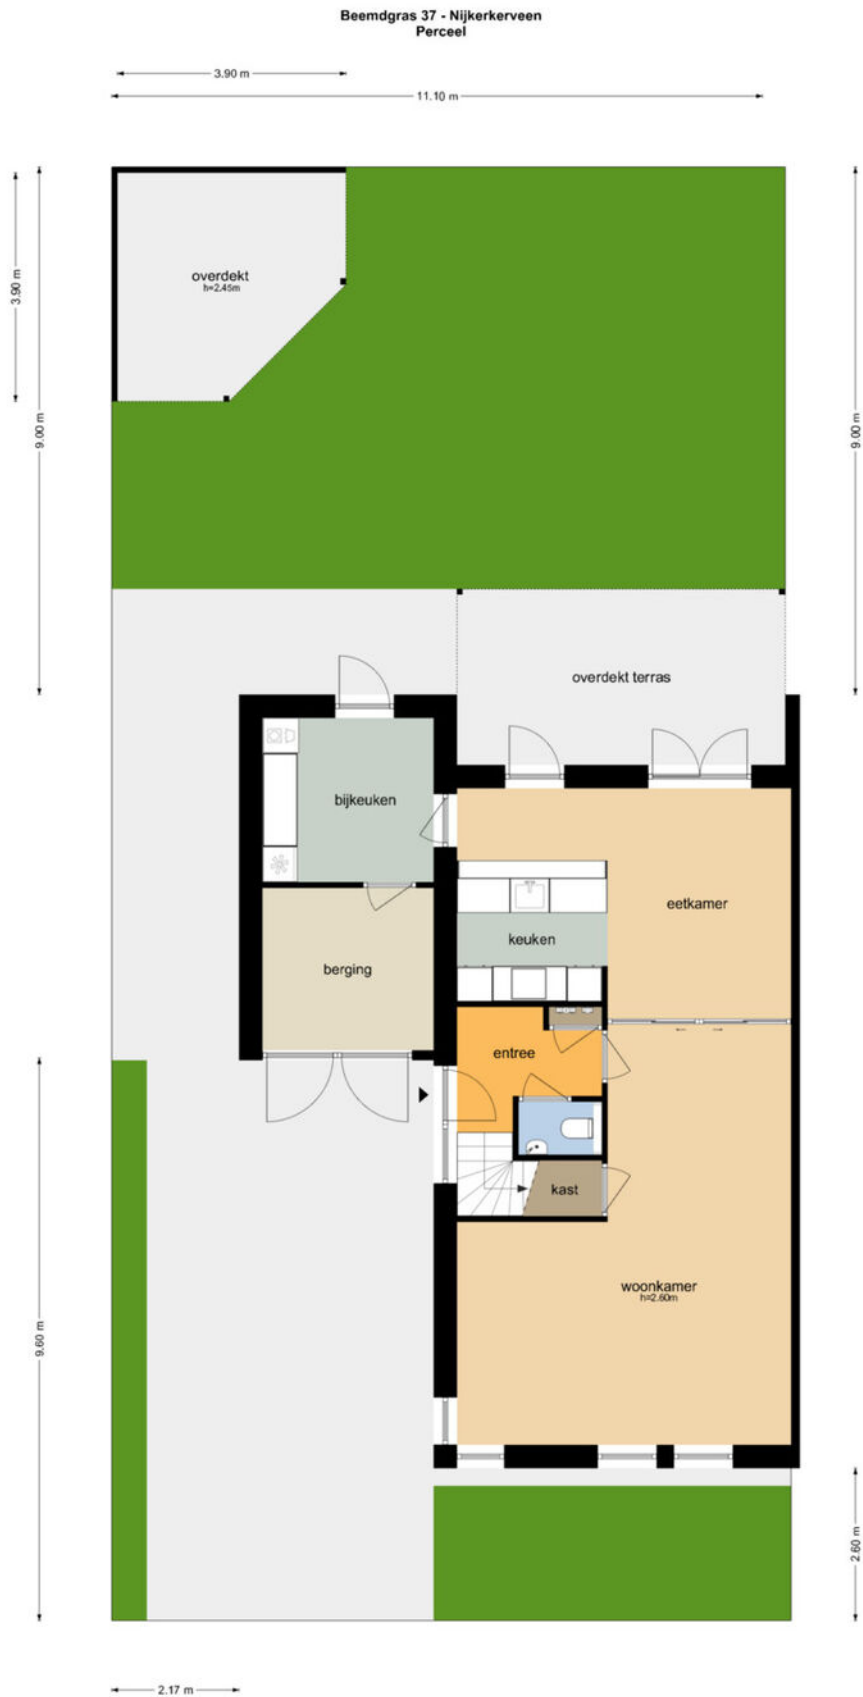 Beemdgras 37 - Nijkerkerveen
Perceel
3.90 m
11.10 m
3.90 m
9.00 m
9.00 m
overdekt
h=2.45m
overdekt terras
bijkeuken
eetkamer
keuken
berging
entree
kast
woonkamer
h=2.60m
9.60 m
2.60 m
2.17 m